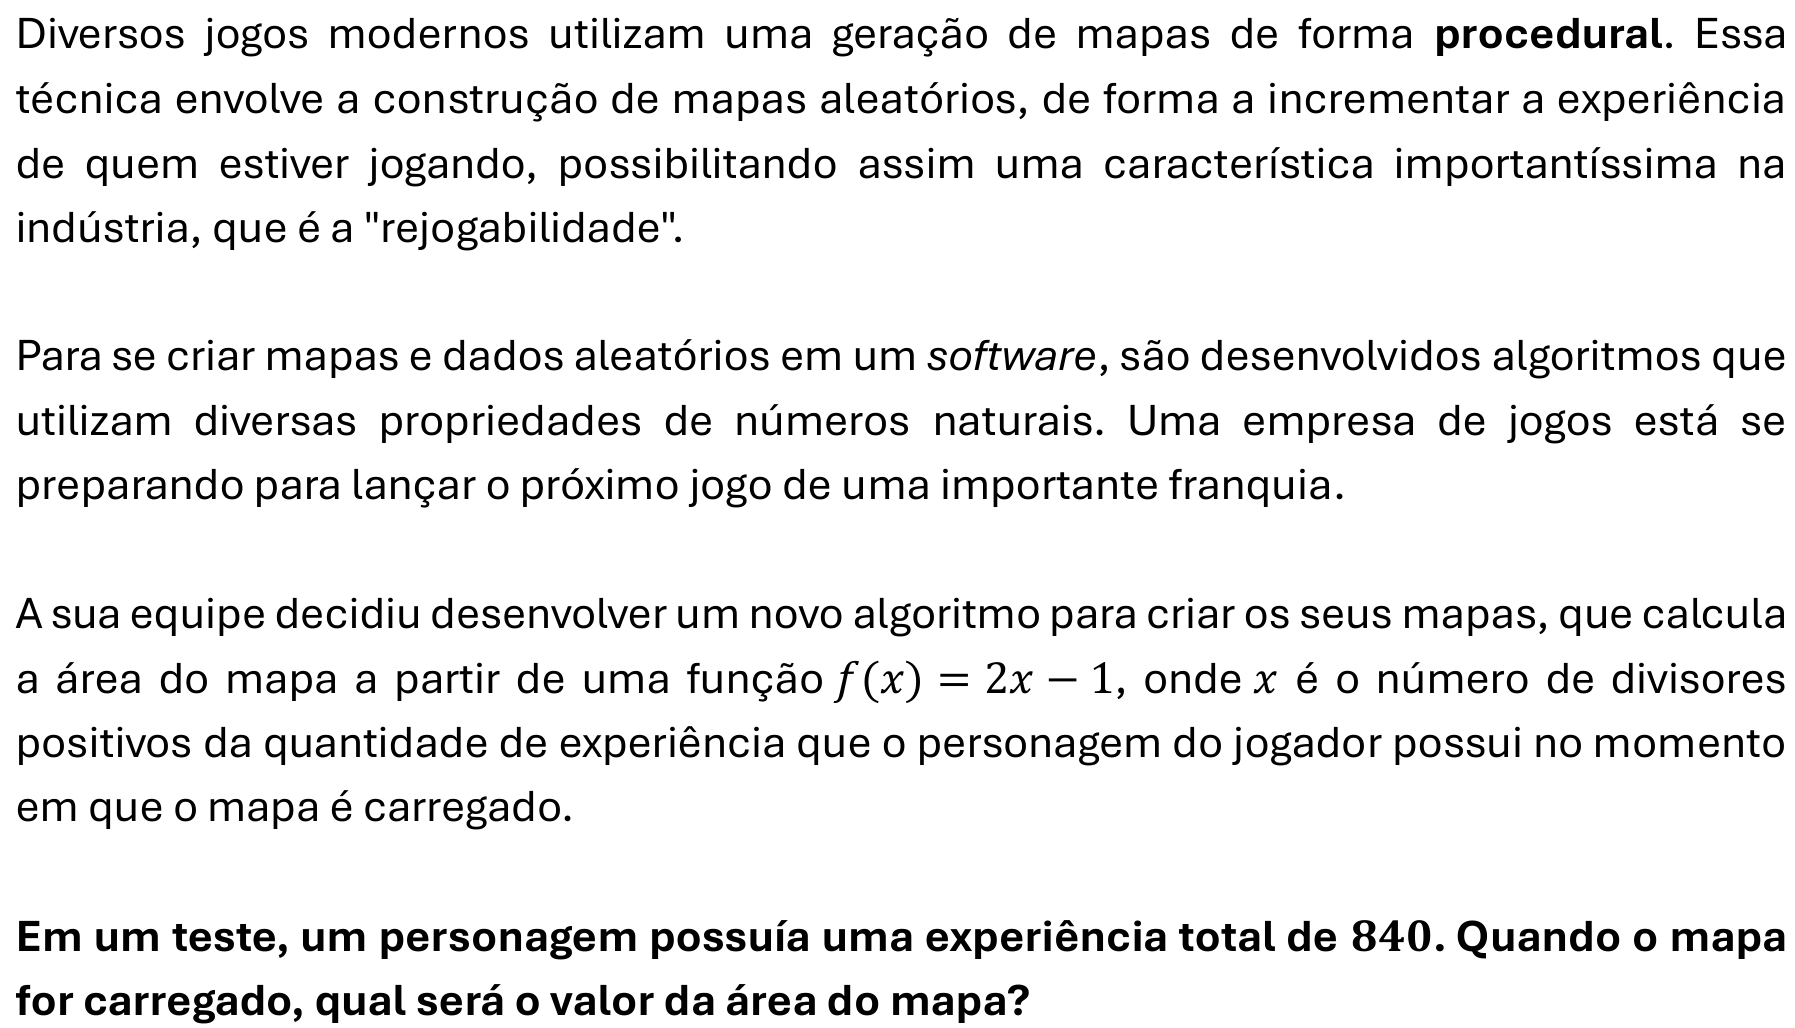 Diversos jogos modernos utilizam uma geração de mapas de forma procedural. Essa
técnica envolve a construção de mapas aleatórios, de forma a incrementar a experiência
de quem estiver jogando, possibilitando assim uma característica importantíssima na
indústria, que é a "rejogabilidade".
Para se criar mapas e dados aleatórios em um software, são desenvolvidos algoritmos que
utilizam diversas propriedades de números naturais. Uma empresa de jogos está se
preparando para lançar o próximo jogo de uma importante franquia.
A sua equipe decidiu desenvolver um novo algoritmo para criar os seus mapas, que calcula
a área do mapa a partir de uma função f(x) = 2x − 1, onde x é o número de divisores
positivos da quantidade de experiência que o personagem do jogador possui no momento
em que o mapa é carregado.
Em um teste, um personagem possuía uma experiência total de 840. Quando o mapa
for carregado, qual será o valor da área do mapa?